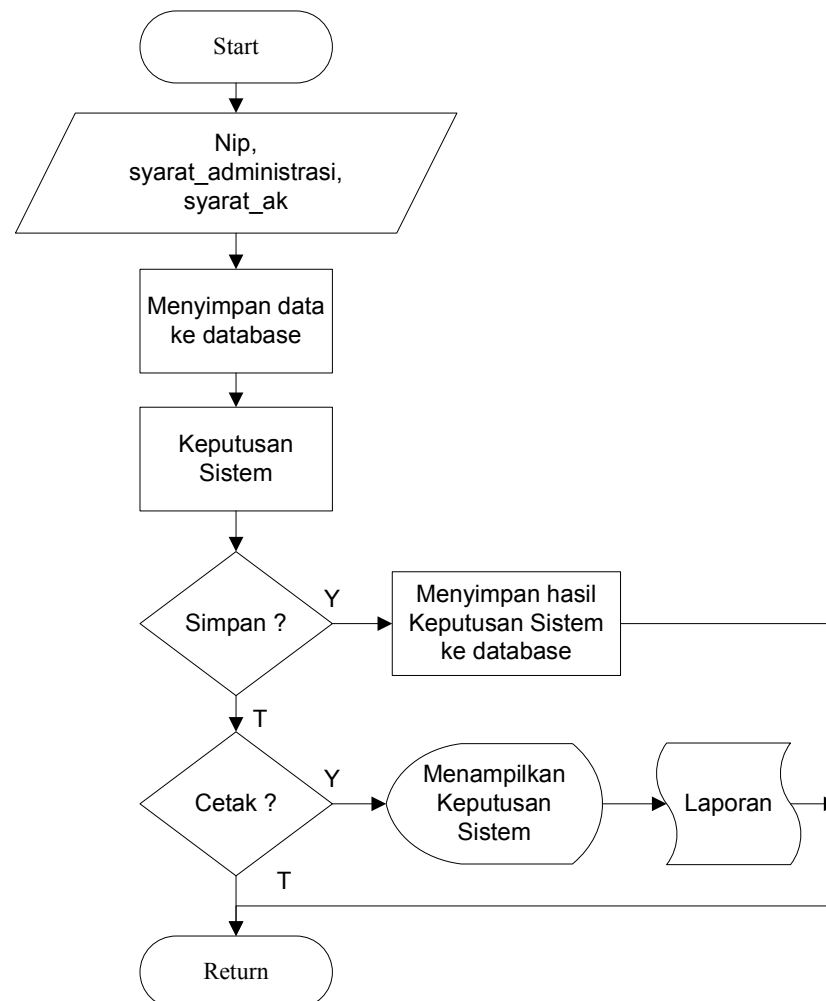 Start
Nip,
syarat_administrasi,
syarat_ak
Menyimpan data
ke database
Keputusan
Sistem
Simpan ?
Y
Menyimpan hasil
Keputusan Sistem
ke database
T
Cetak ?
Y
Menampilkan
Keputusan
Sistem
Laporan
T
Return